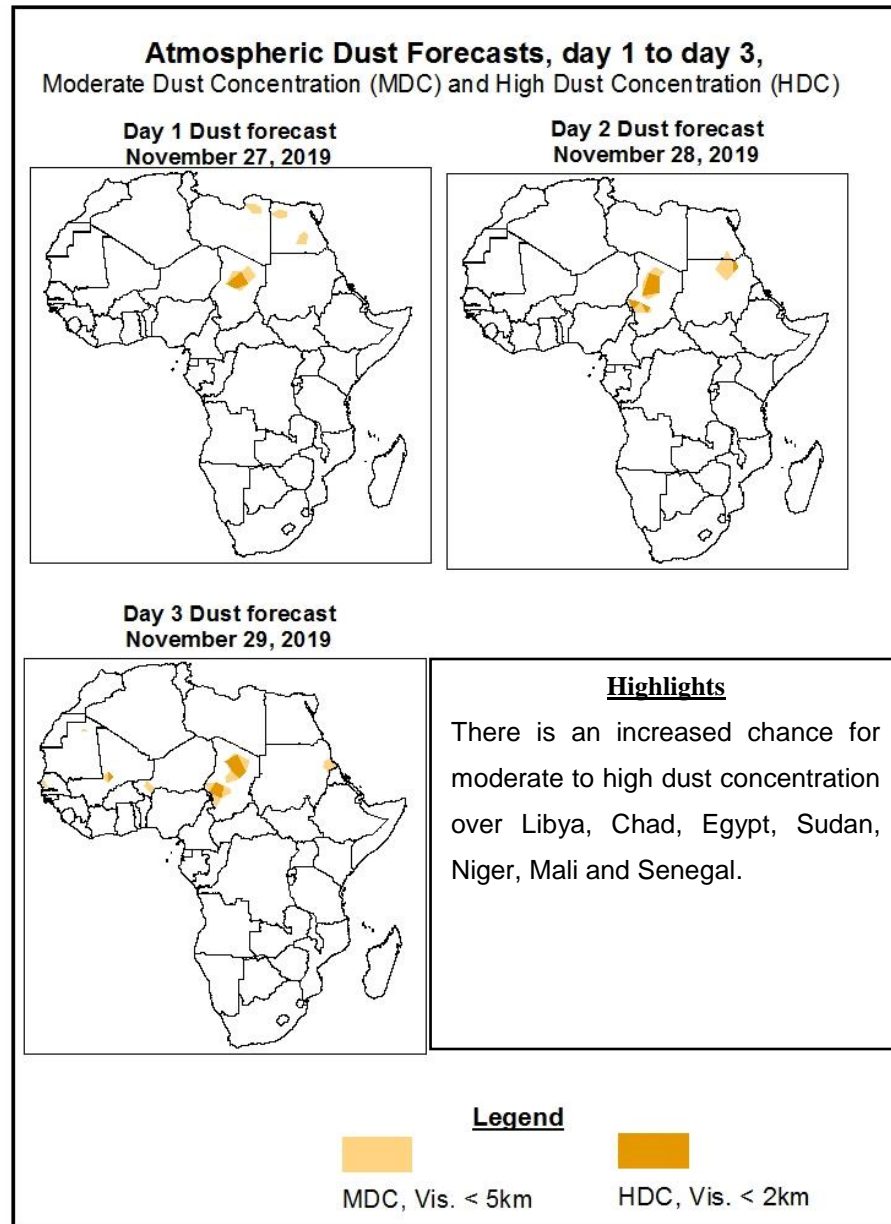 Atmospheric Dust Forecasts, day 1 to day 3,
Moderate Dust Concentration (MDC) and High Dust Concentration (HDC)
Day 1 Dust forecast
November 27, 2019
Day 2 Dust forecast
November 28, 2019
Day 3 Dust forecast
November 29, 2019
Highlights
There is an increased chance for
moderate to high dust concentration
over Libya, Chad, Egypt, Sudan,
Niger, Mali and Senegal.
Legend
MDC, Vis. < 5km
HDC, Vis. < 2km